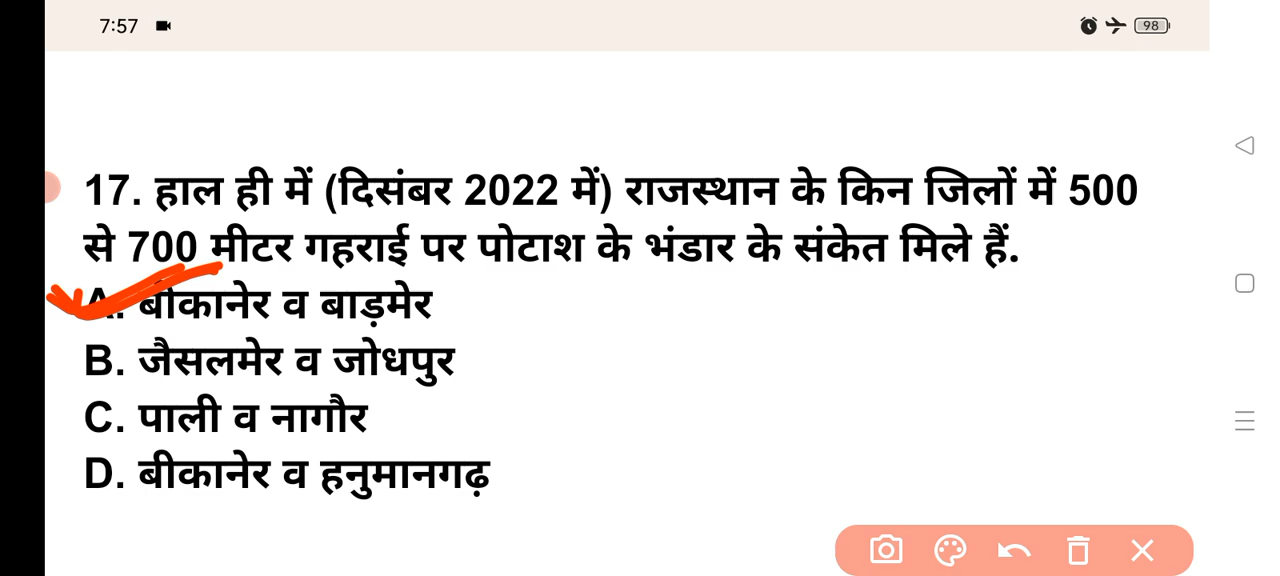 7:57
98
17. हाल ही में (दिसंबर 2022 में) राजस्थान के किन जिलों में 500
से 700 मीटर गहराई पर पोटाश के भंडार के संकेत मिले हैं.
A. बीकानेर व बाड़मेर
B. जैसलमेर व जोधपुर
C. पाली व नागौर
D. बीकानेर व हनुमानगढ़